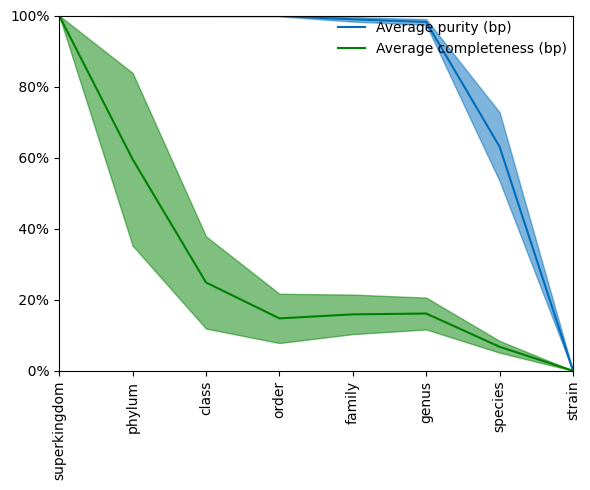 100%
80%
60%
40%
20%
0%
Average purity (bp)
Average completeness (bp)
superkingdom
phylum
class
order
family
genus
species
strain